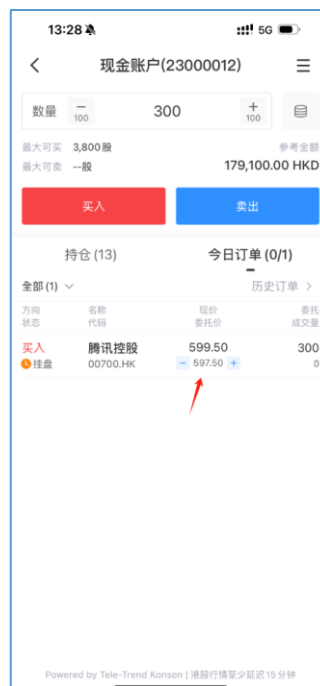 13:28 5G
现金账户(23000012)
数量 − 100 300 + 100
最大可买 3,800股 参考金额
最大可卖 --股 179,100.00 HKD
买入 卖出
持仓(13) 今日订单(0/1)
全部(1) 历史订单
方向 名称 现价 委托
状态 代码 委托价 成交量
买入 腾讯控股 599.50 300
挂盘 00700.HK − 597.50 + 0
Powered by Tele-Trend Konson | 港股行情至少延迟15分钟